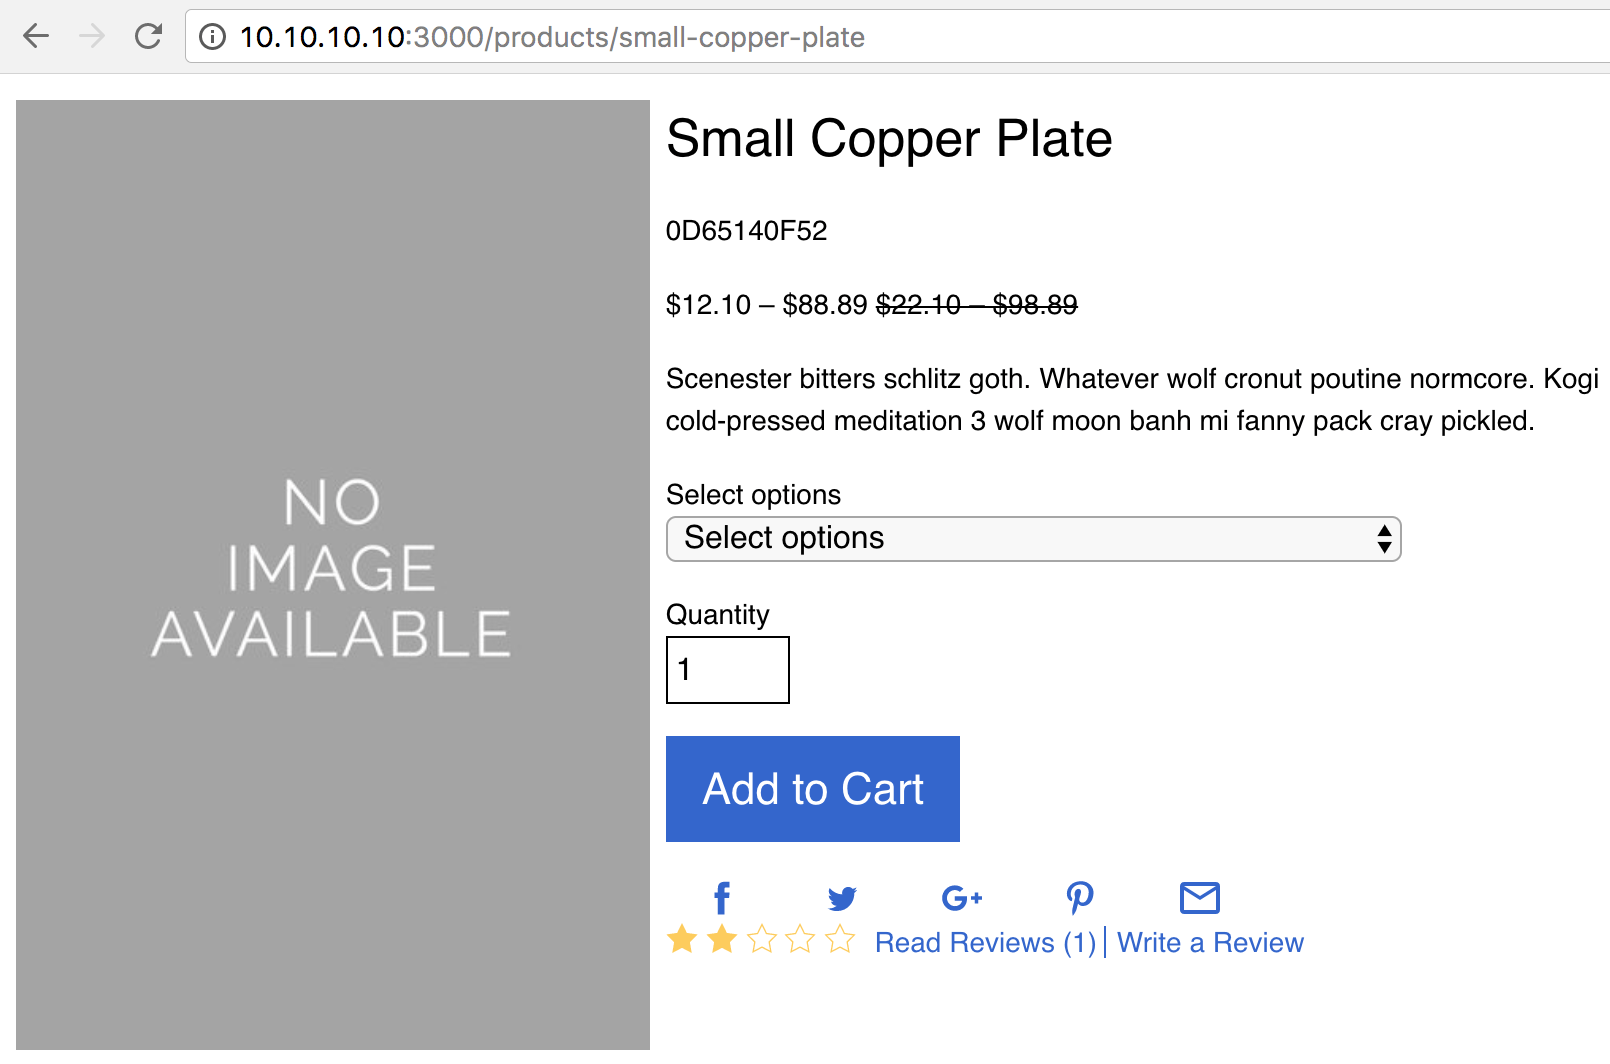 10.10.10.10:3000/products/small-copper-plate
NO
IMAGE
AVAILABLE
Small Copper Plate
0D65140F52
$12.10 – $88.89 $22.10 – $98.89
Scenester bitters schlitz goth. Whatever wolf cronut poutine normcore. Kogi
cold-pressed meditation 3 wolf moon banh mi fanny pack cray pickled.
Select options
Select options
Quantity
1
Add to Cart
Read Reviews (1) | Write a Review